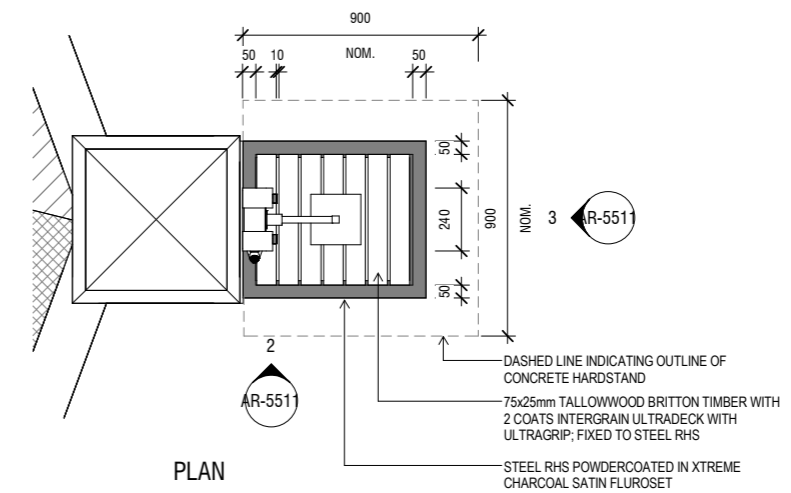 900
50 10 NOM. 50
50
240
50
900
NOM.
3 AR-5511
2
AR-5511
DASHED LINE INDICATING OUTLINE OF
CONCRETE HARDSTAND
75x25mm TALLOWWOOD BRITTON TIMBER WITH
2 COATS INTERGRAIN ULTRADECK WITH
ULTRAGRIP; FIXED TO STEEL RHS
STEEL RHS POWDERCOATED IN XTREME
CHARCOAL SATIN FLUROSET
PLAN